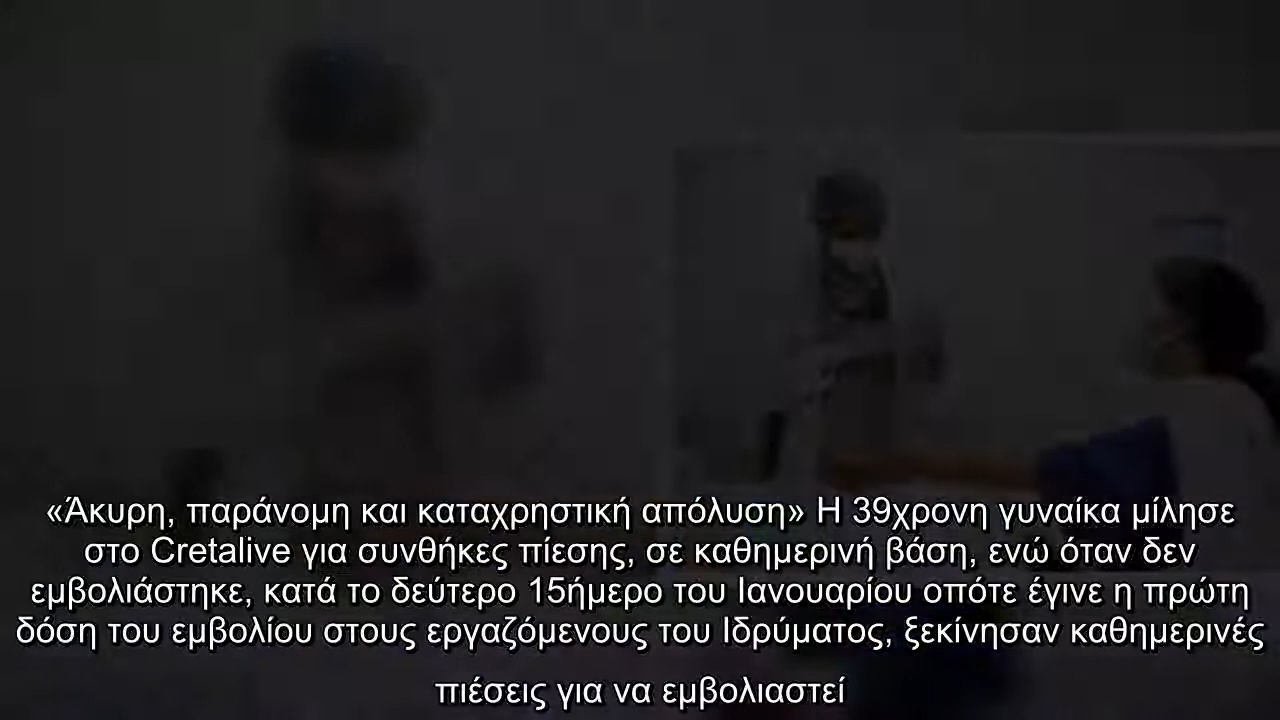 «Άκυρη, παράνομη και καταχρηστική απόλυση» Η 39χρονη γυναίκα μίλησε
στο Cretalive για συνθήκες πίεσης, σε καθημερινή βάση, ενώ όταν δεν
εμβολιάστηκε, κατά το δεύτερο 15ήμερο του Ιανουαρίου οπότε έγινε η πρώτη
δόση του εμβολίου στους εργαζόμενους του Ιδρύματος, ξεκίνησαν καθημερινές
πιέσεις για να εμβολιαστεί